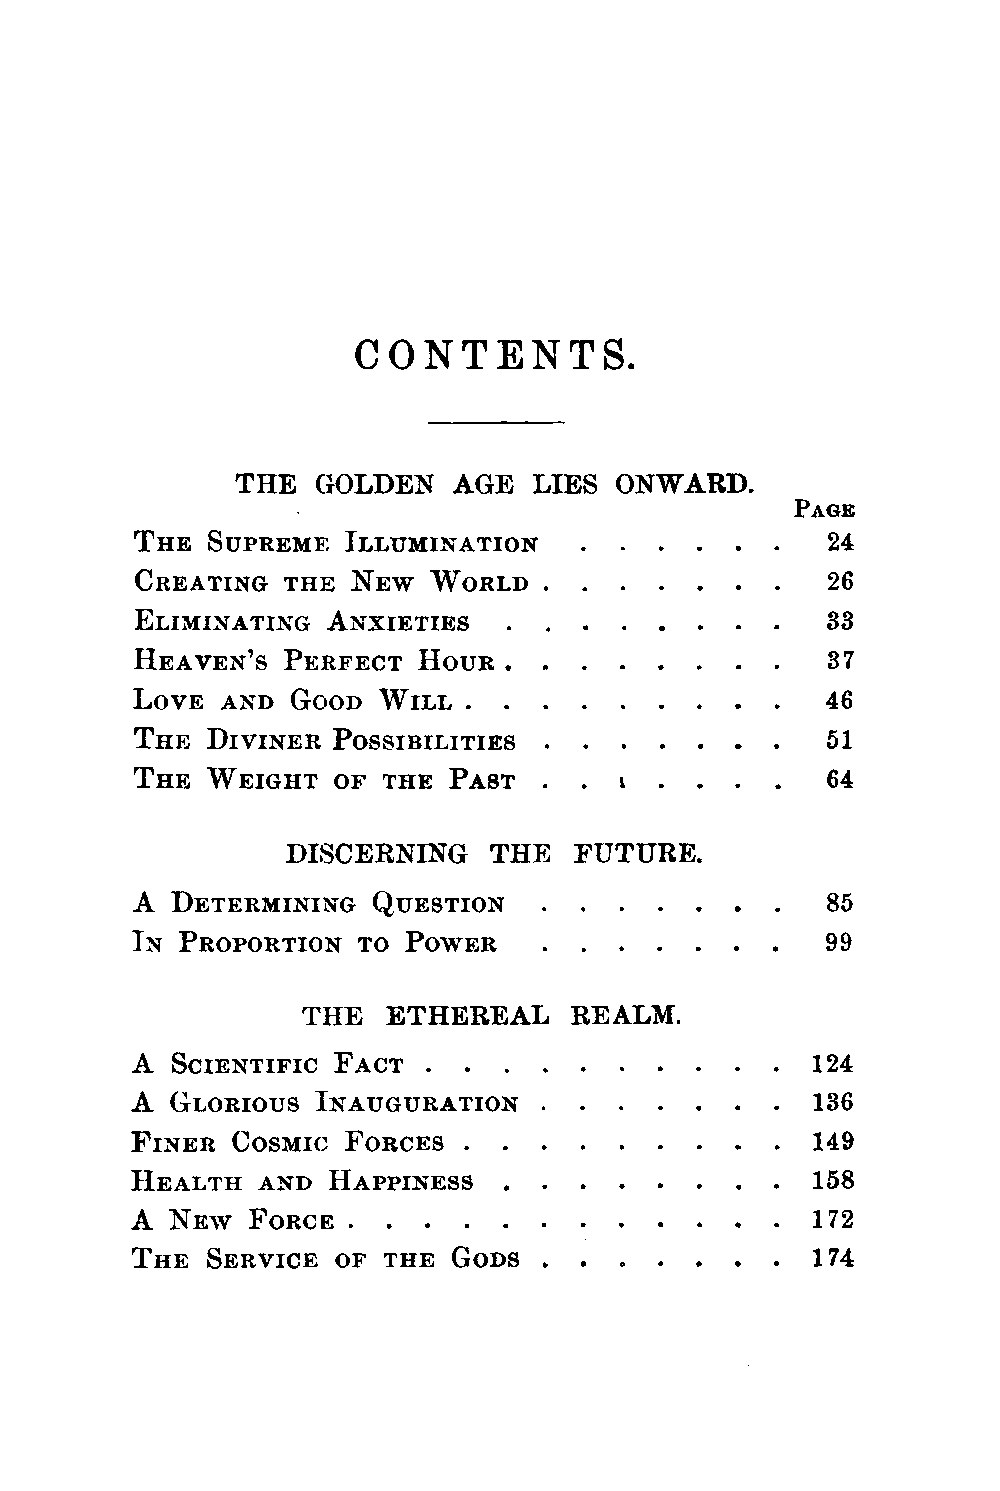 CONTENTS.
THE GOLDEN AGE LIES ONWARD.
PAGE
THE SUPREME ILLUMINATION . . . . . . 24
CREATING THE NEW WORLD . . . . . . . 26
ELIMINATING ANXIETIES . . . . . . . . 33
HEAVEN'S PERFECT HOUR . . . . . . . . 37
LOVE AND GOOD WILL . . . . . . . . . 46
THE DIVINER POSSIBILITIES . . . . . . . 51
THE WEIGHT OF THE PAST . . . . . . . 64
DISCERNING THE FUTURE.
A DETERMINING QUESTION . . . . . . . 85
IN PROPORTION TO POWER . . . . . . . 99
THE ETHEREAL REALM.
A SCIENTIFIC FACT . . . . . . . . . . 124
A GLORIOUS INAUGURATION . . . . . . . 136
FINER COSMIC FORCES . . . . . . . . . 149
HEALTH AND HAPPINESS . . . . . . . . 158
A NEW FORCE . . . . . . . . . . . . 172
THE SERVICE OF THE GODS . . . . . . . 174